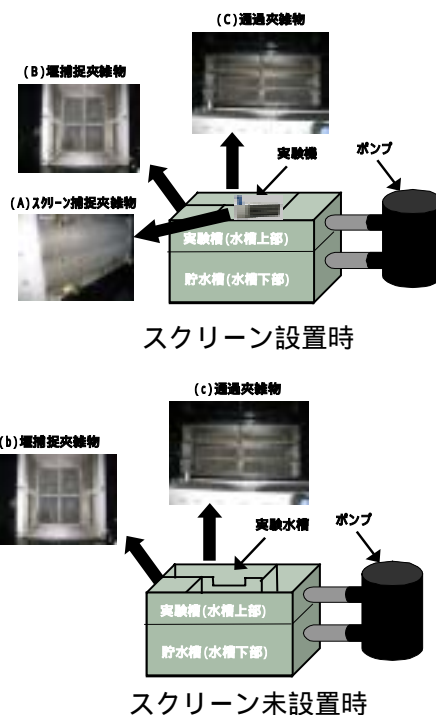 (C)通過夾雑物
(B)堰捕捉夾雑物
実験機
ポンプ
(A)スクリーン捕捉夾雑物
実験槽(水槽上部)
貯水槽(水槽下部)
スクリーン設置時
(c)通過夾雑物
(b)堰捕捉夾雑物
実験水槽
ポンプ
実験槽(水槽上部)
貯水槽(水槽下部)
スクリーン未設置時